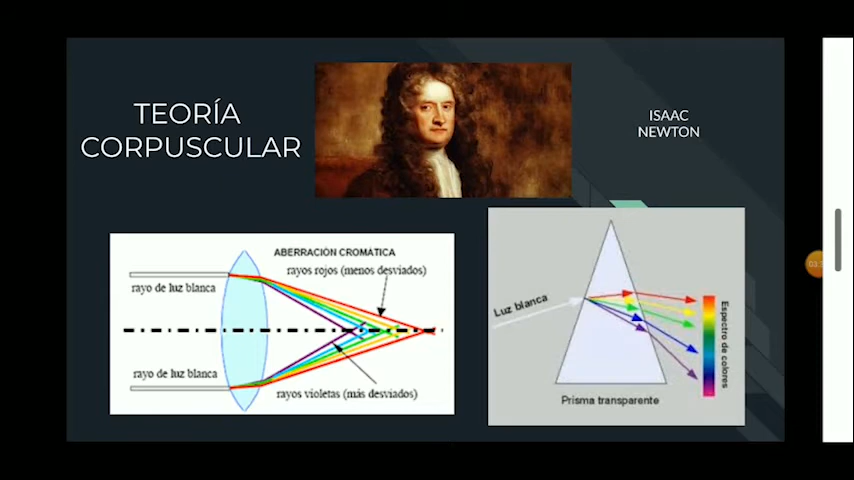 TEORÍA
CORPUSCULAR
ISAAC
NEWTON
ABERRACIÓN CROMÁTICA
rayos rojos (menos desviados)
rayo de luz blanca
rayo de luz blanca
rayos violetas (más desviados)
Luz blanca
Espectro de colores
Prisma transparente